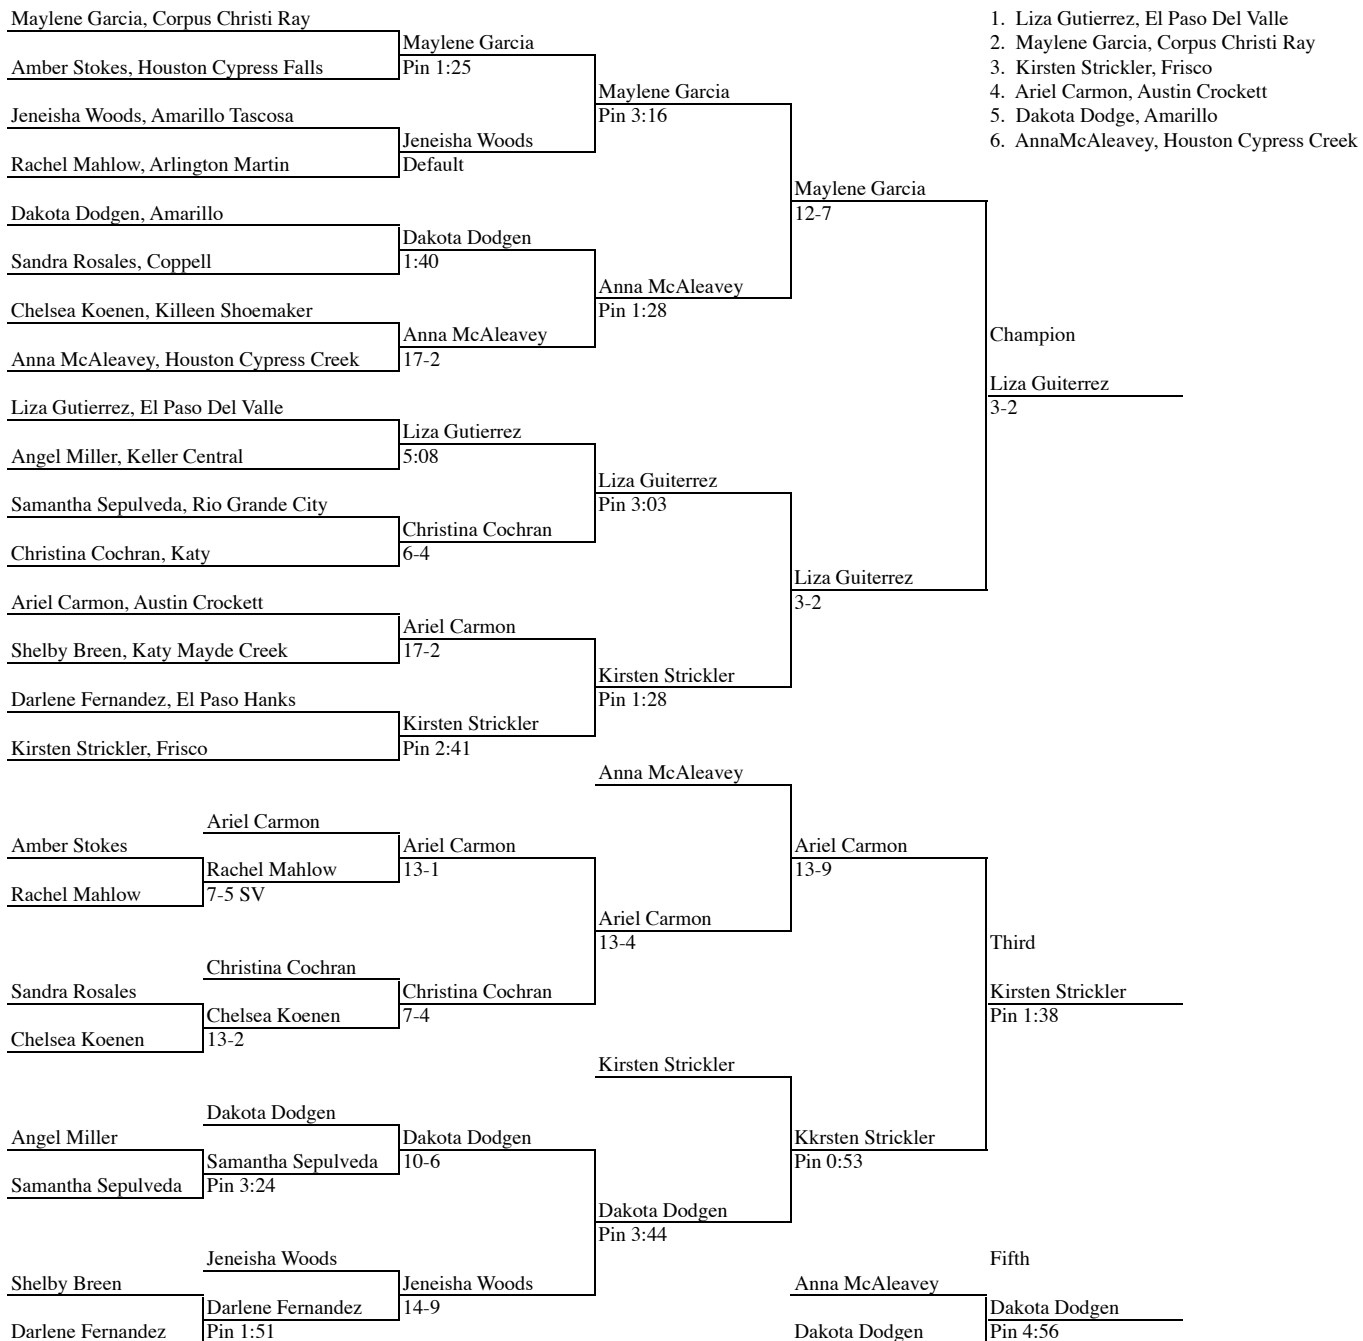 Maylene Garcia, Corpus Christi Ray
Maylene Garcia
Amber Stokes, Houston Cypress Falls
Pin 1:25
Maylene Garcia
Jeneisha Woods, Amarillo Tascosa
Pin 3:16
Jeneisha Woods
Rachel Mahlow, Arlington Martin
Default
Maylene Garcia
Dakota Dodgen, Amarillo
12-7
Dakota Dodgen
Sandra Rosales, Coppell
1:40
Anna McAleavey
Chelsea Koenen, Killeen Shoemaker
Pin 1:28
Anna McAleavey
Anna McAleavey, Houston Cypress Creek
17-2
1. Liza Gutierrez, El Paso Del Valle
2. Maylene Garcia, Corpus Christi Ray
3. Kirsten Strickler, Frisco
4. Ariel Carmon, Austin Crockett
5. Dakota Dodge, Amarillo
6. AnnaMcAleavey, Houston Cypress Creek
Champion
Liza Guiterrez
3-2
Liza Gutierrez, El Paso Del Valle
Liza Gutierrez
Angel Miller, Keller Central
5:08
Liza Guiterrez
Samantha Sepulveda, Rio Grande City
Pin 3:03
Christina Cochran
Christina Cochran, Katy
6-4
Liza Guiterrez
Ariel Carmon, Austin Crockett
3-2
Ariel Carmon
Shelby Breen, Katy Mayde Creek
17-2
Kirsten Strickler
Darlene Fernandez, El Paso Hanks
Pin 1:28
Kirsten Strickler
Kirsten Strickler, Frisco
Pin 2:41
Anna McAleavey
Ariel Carmon
Amber Stokes
Ariel Carmon
Ariel Carmon
Rachel Mahlow
13-1
13-9
Rachel Mahlow
7-5 SV
Ariel Carmon
13-4
Third
Christina Cochran
Sandra Rosales
Christina Cochran
Kirsten Strickler
Chelsea Koenen
7-4
Pin 1:38
Chelsea Koenen
13-2
Kirsten Strickler
Dakota Dodgen
Angel Miller
Dakota Dodgen
Kkrsten Strickler
Samantha Sepulveda
10-6
Pin 0:53
Samantha Sepulveda
Pin 3:24
Dakota Dodgen
Pin 3:44
Jeneisha Woods
Fifth
Shelby Breen
Jeneisha Woods
Anna McAleavey
Darlene Fernandez
14-9
Dakota Dodgen
Darlene Fernandez
Pin 1:51
Dakota Dodgen
Pin 4:56